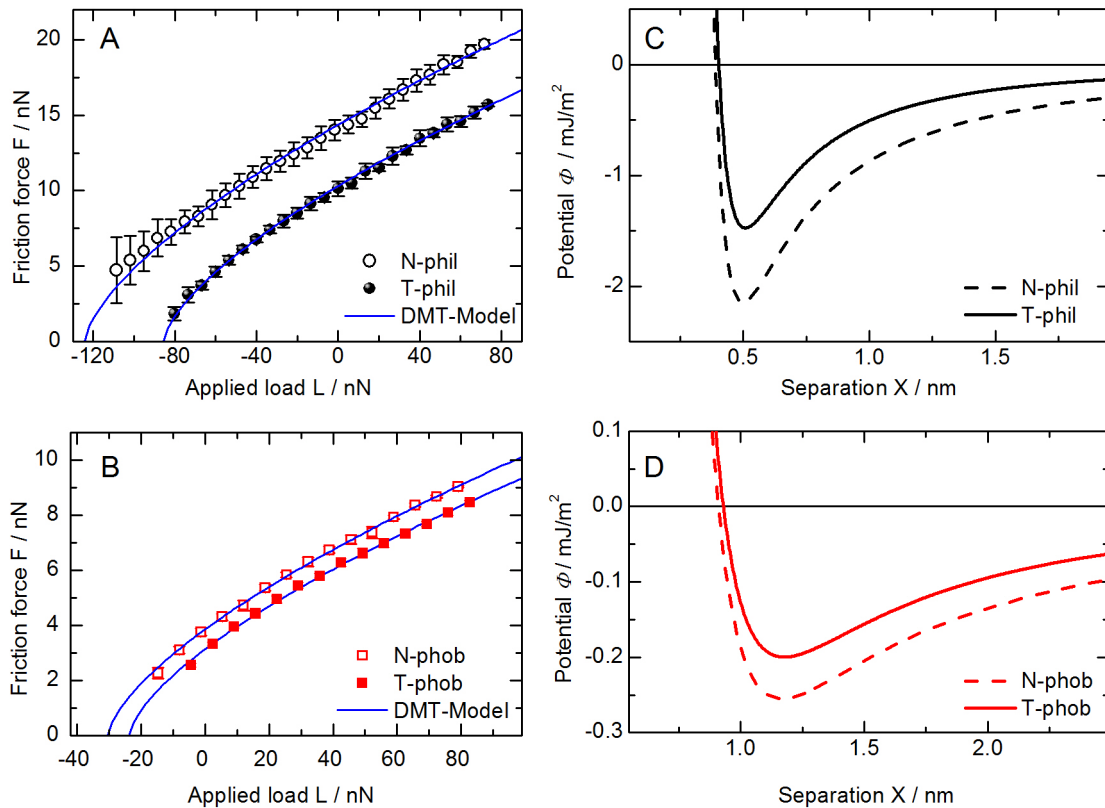 A
20
15
10
5
0
Friction force F / nN
N-phil
T-phil
DMT-Model
-120 -80 -40 0 40 80
Applied load L / nN
C
0
-1
-2
Potential Φ / mJ/m²
N-phil
T-phil
0.5 1.0 1.5
Separation X / nm
B
10
8
6
4
2
0
Friction force F / nN
N-phob
T-phob
DMT-Model
-40 -20 0 20 40 60 80
Applied load L / nN
D
0.1
0.0
-0.1
-0.2
-0.3
Potential Φ / mJ/m²
N-phob
T-phob
1.0 1.5 2.0
Separation X / nm